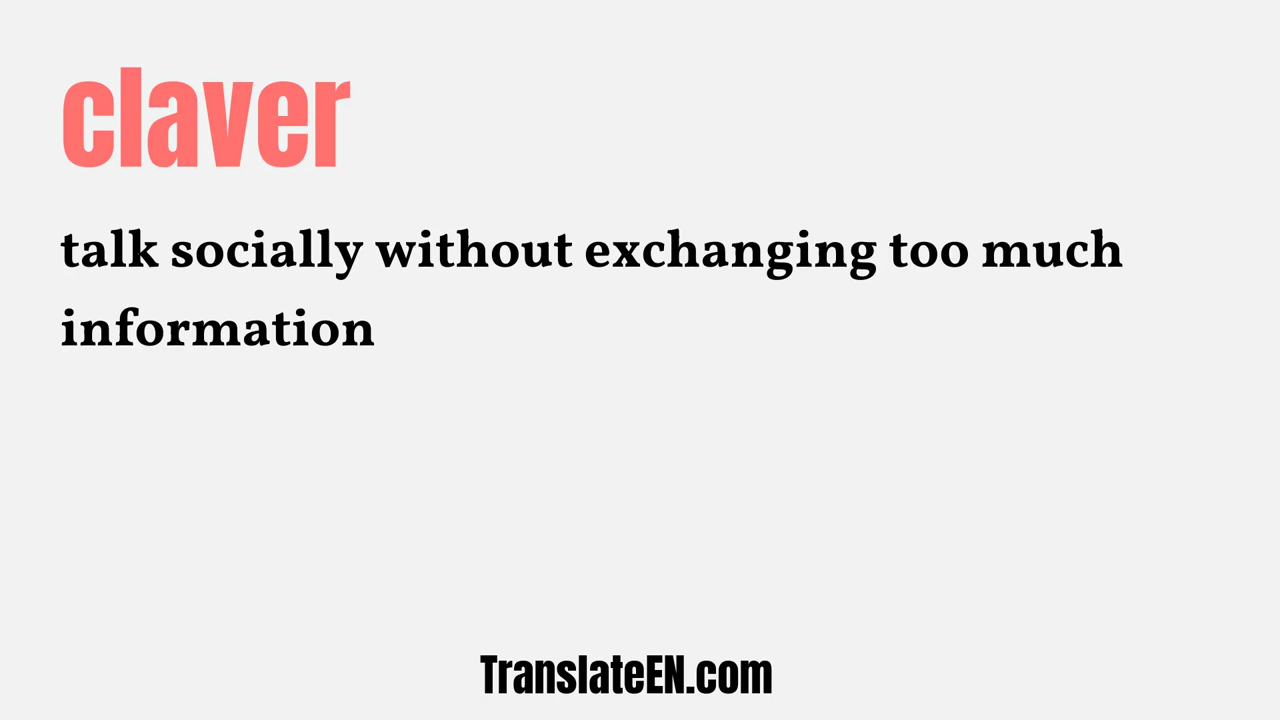 claver
talk socially without exchanging too much
information
TranslateEN.com